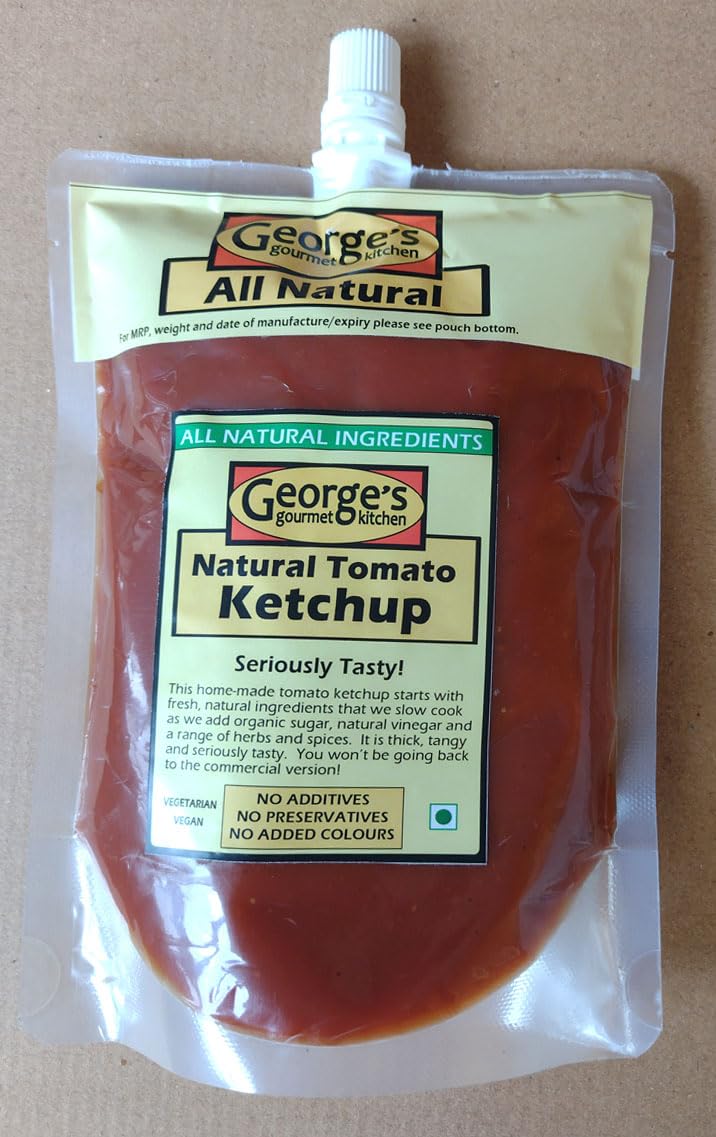 George's
gourmet kitchen
All Natural
For MRP, weight and date of manufacture/expiry please see pouch bottom.
ALL NATURAL INGREDIENTS
George's
gourmet kitchen
Natural Tomato
Ketchup
Seriously Tasty!
This home-made tomato ketchup starts with
fresh, natural ingredients that we slow cook
as we add organic sugar, natural vinegar and
a range of herbs and spices. It is thick, tangy
and seriously tasty. You won't be going back
to the commercial version!
VEGETARIAN
VEGAN
NO ADDITIVES
NO PRESERVATIVES
NO ADDED COLOURS